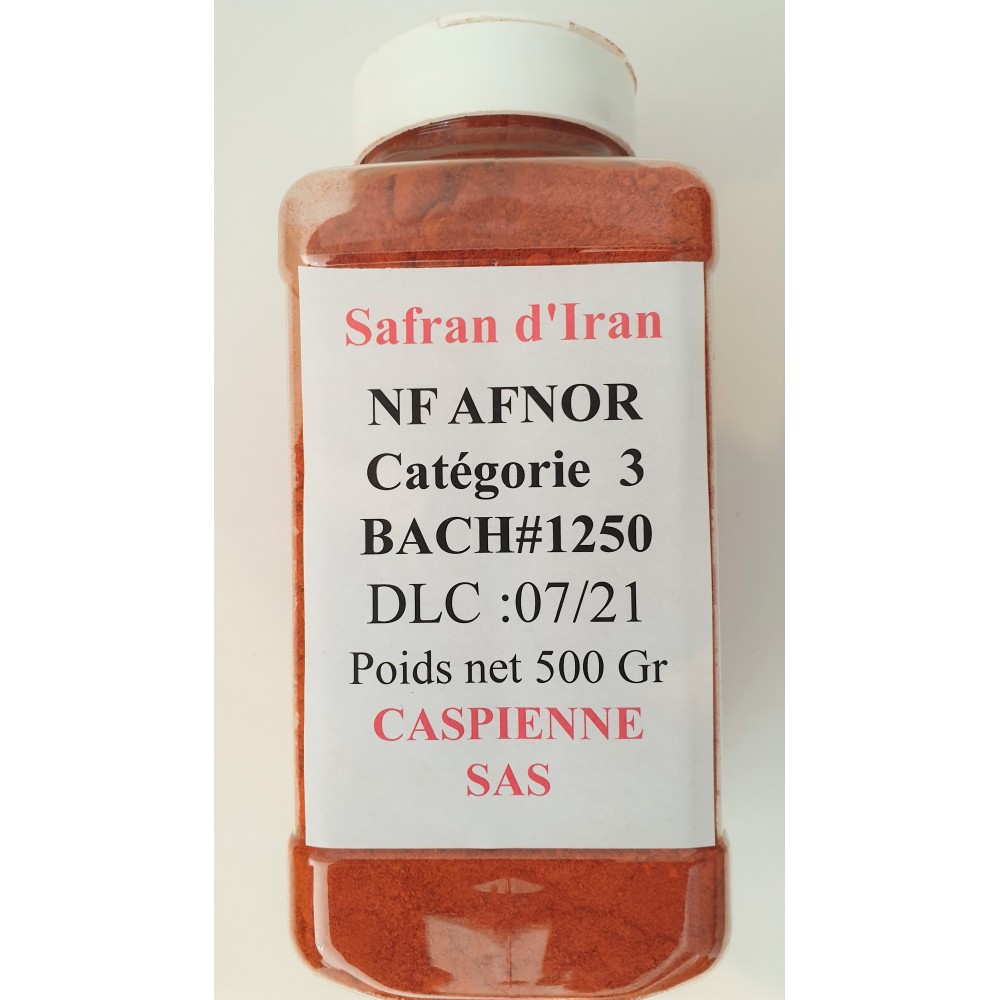 Safran d'Iran
NF AFNOR
Catégorie 3
BACH#1250
DLC :07/21
Poids net 500 Gr
CASPIENNE
SAS